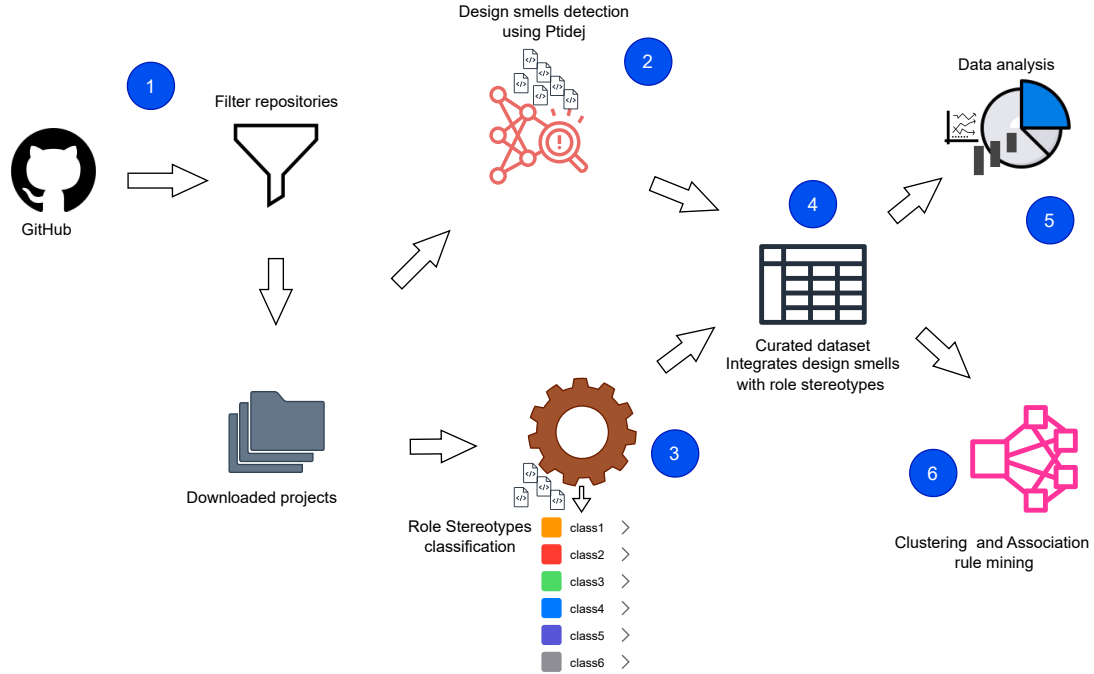 Design smells detection
using Ptidej
1
2
Data analysis
Filter repositories
GitHub
4
5
Curated dataset
Integrates design smells
with role stereotypes
Downloaded projects
3
6
Role Stereotypes
classification
class1
class2
class3
class4
class5
class6
Clustering and Association
rule mining